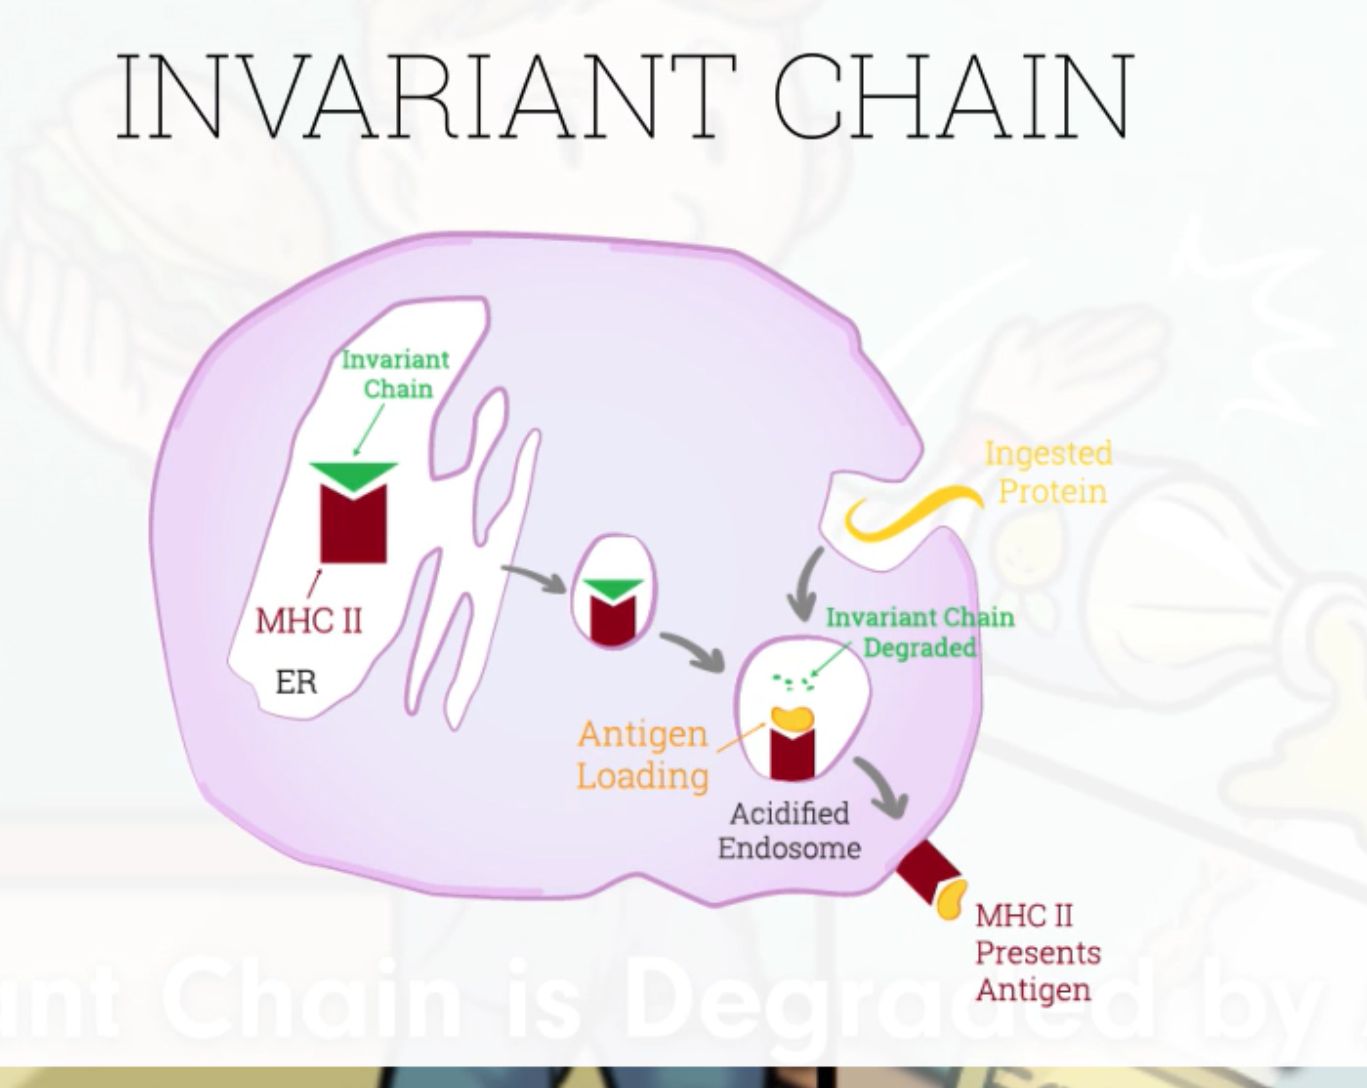 INVARIANT CHAIN
Invariant
Chain
MHC II
ER
Ingested
Protein
Invariant Chain
Degraded
Antigen
Loading
Acidified
Endosome
MHC II
Presents
Antigen
Chain is Degraded by